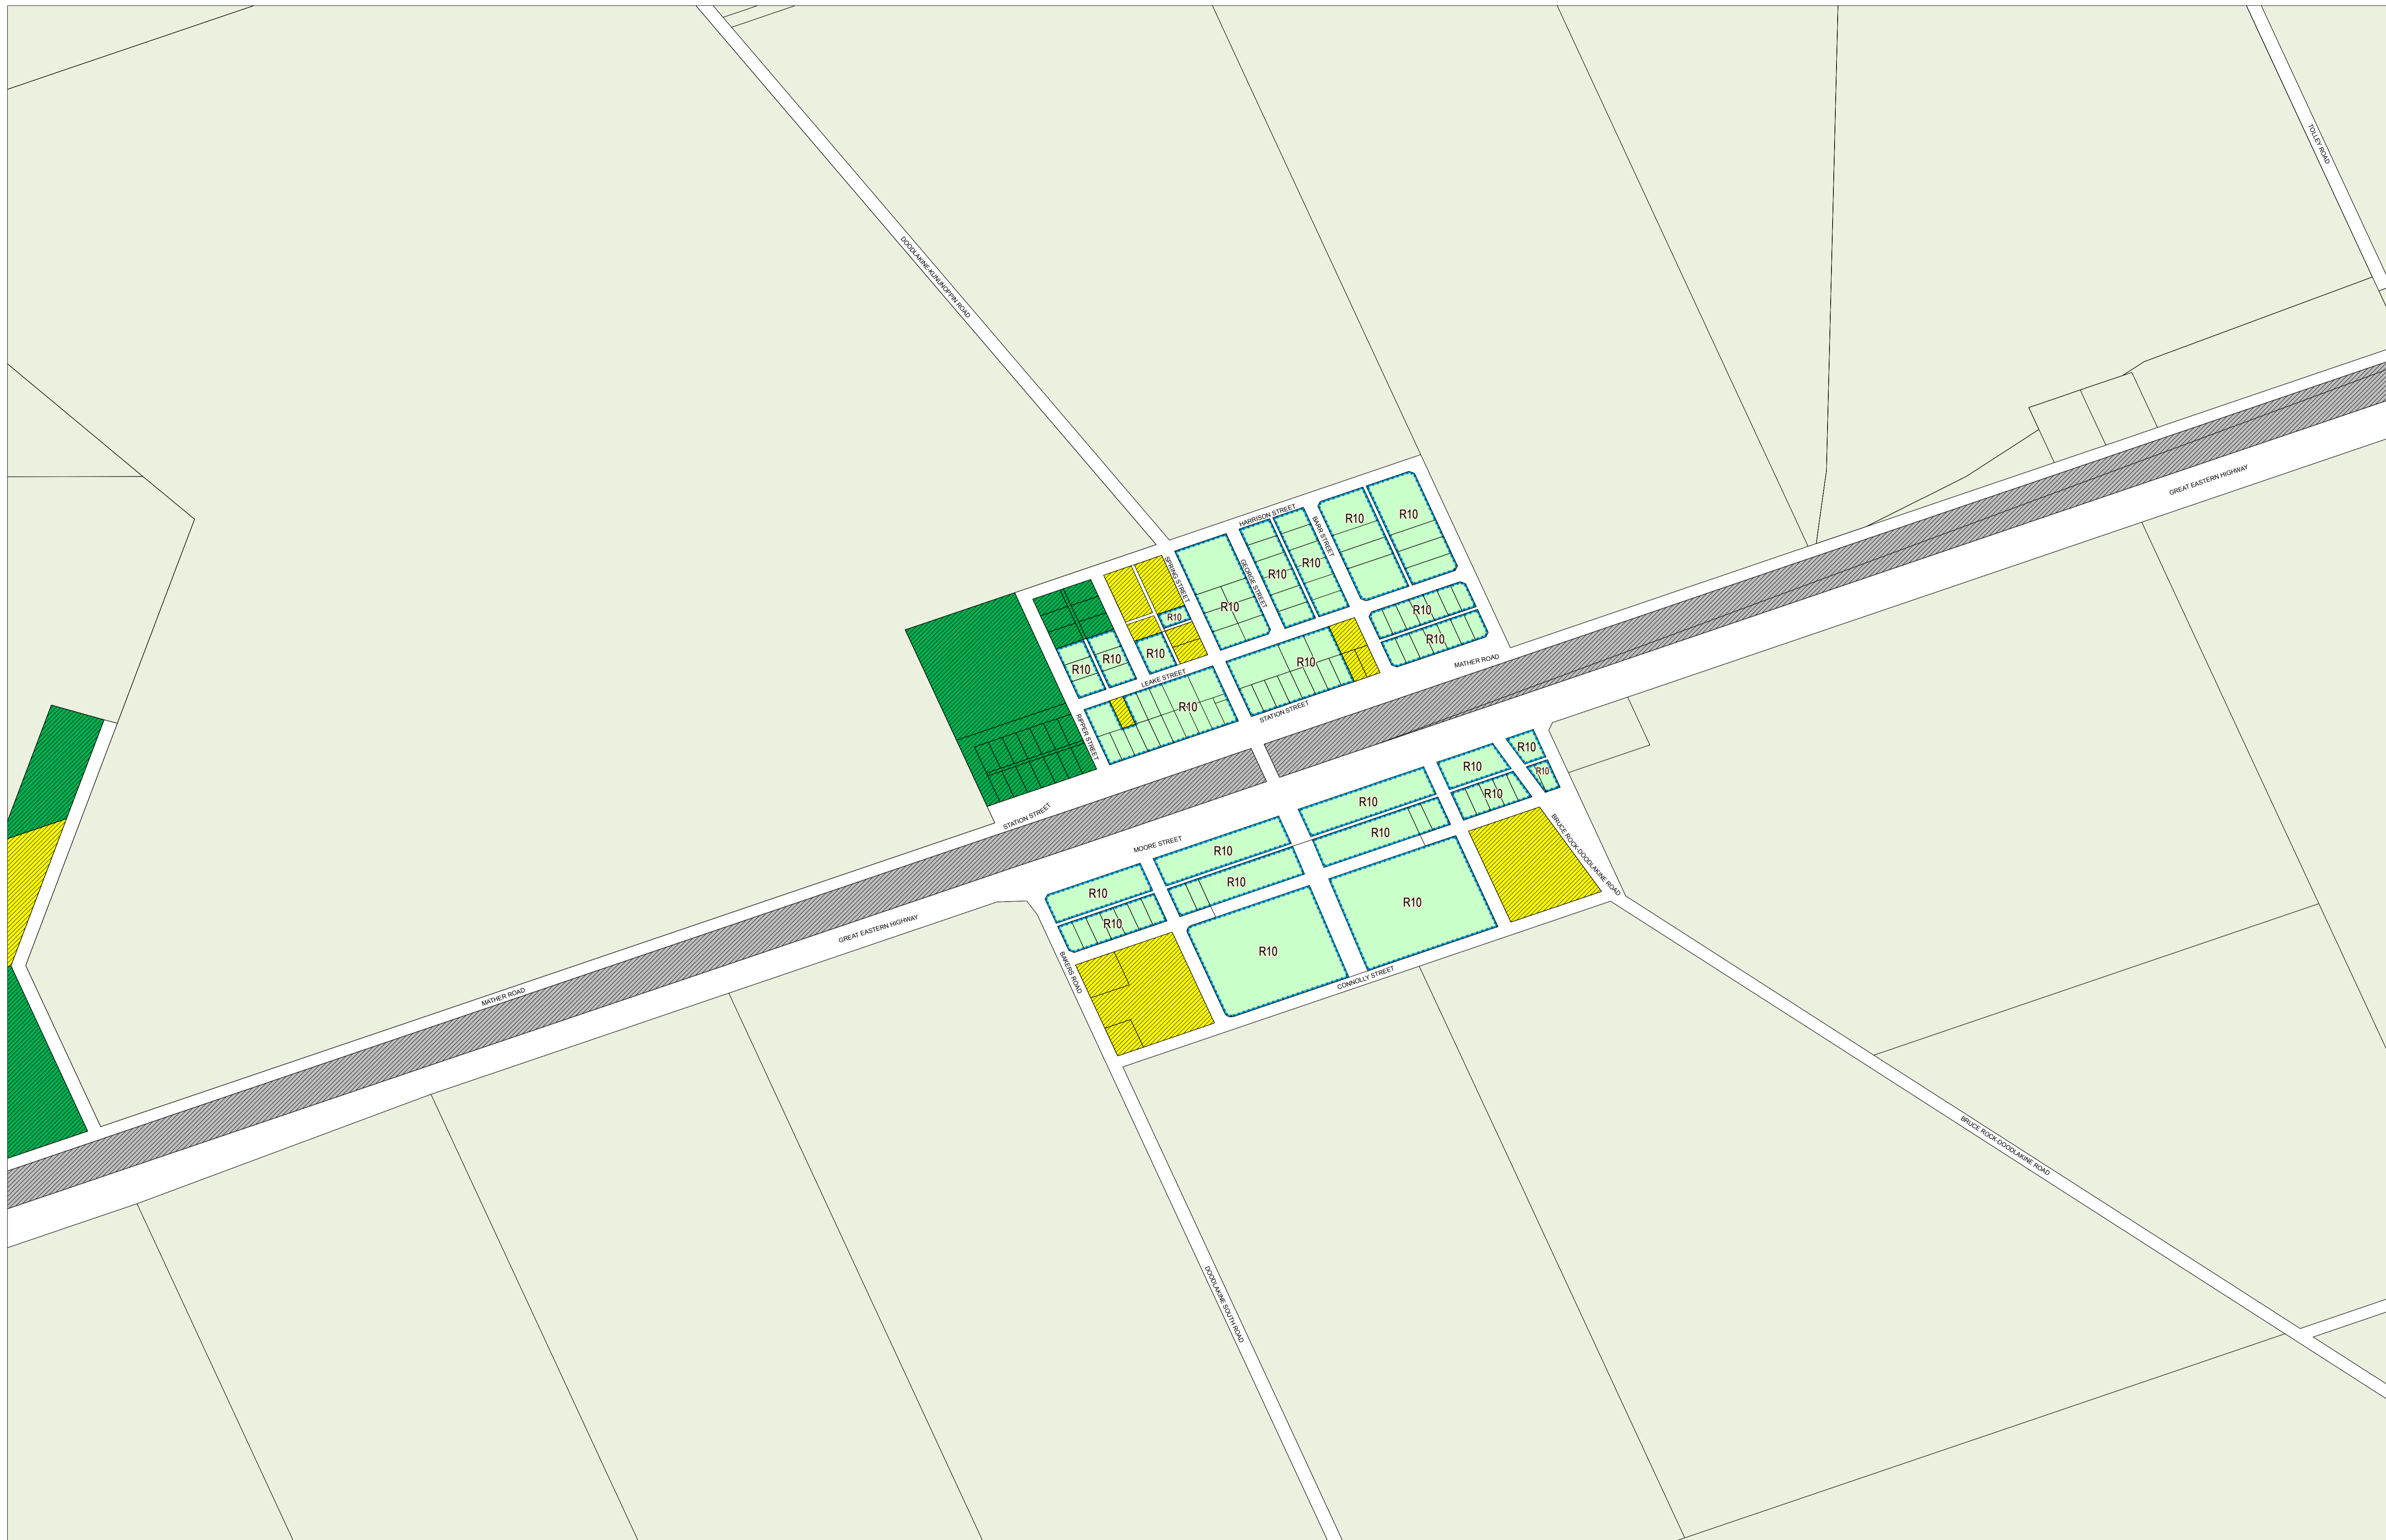 TOLLEY ROAD
DOODLAKINE-KUNUNOPPIN ROAD
GREAT EASTERN HIGHWAY
HARRISON STREET
BARR STREET
R10
R10
SPRING STREET
GEORGE STREET
R10
R10
R10
R10
R10
R10
R10
R10
R10
R10
R10
LEAKE STREET
MATHER ROAD
R10
RIPPER STREET
STATION STREET
STATION STREET
R10
R10
R10
R10
R10
R10
MOORE STREET
R10
R10
BRUCE ROCK-DOODLAKINE ROAD
R10
R10
R10
R10
GREAT EASTERN HIGHWAY
R10
BAKERS ROAD
CONNOLLY STREET
MATHER ROAD
BRUCE ROCK-DOODLAKINE ROAD
DOODLAKINE SOUTH ROAD